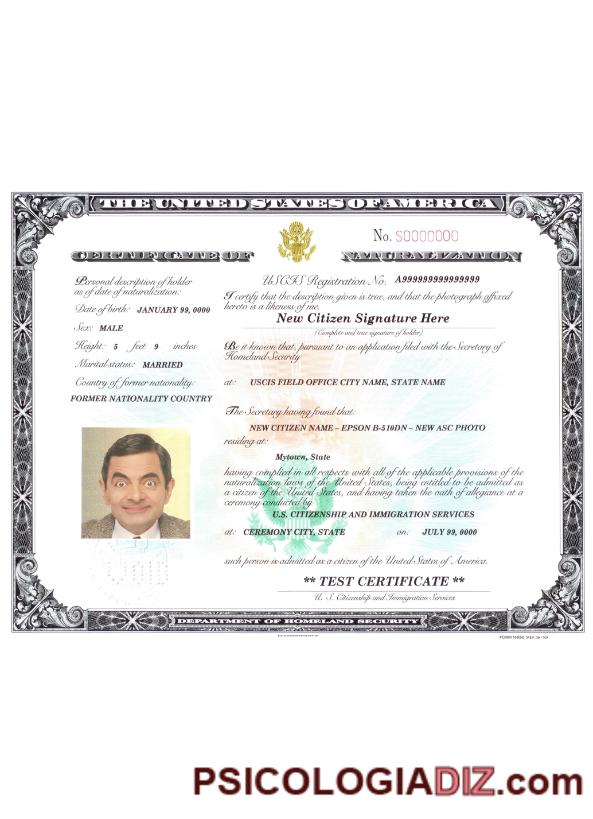 THE UNITED STATES OF AMERICA
No. S0000000
CERTIFICATE OF NATURALIZATION
Personal description of holder
as of date of naturalization:
Date of birth: JANUARY 99, 0000
Sex: MALE
Height: 5 feet 9 inches
Marital status: MARRIED
Country of former nationality:
FORMER NATIONALITY COUNTRY
USCIS Registration No. A999999999999999
I certify that the description given is true, and that the photograph affixed
hereto is a likeness of me.
New Citizen Signature Here
(Complete and true signature of holder)
Be it known that, pursuant to an application filed with the Secretary of
Homeland Security
at: USCIS FIELD OFFICE CITY NAME, STATE NAME
The Secretary having found that:
NEW CITIZEN NAME – EPSON B-510DN – NEW ASC PHOTO
residing at:
Mytown, State
having complied in all respects with all of the applicable provisions of the
naturalization laws of the United States, being entitled to be admitted as
a citizen of the United States, and having taken the oath of allegiance at a
ceremony conducted by
U.S. CITIZENSHIP AND IMMIGRATION SERVICES
at: CEREMONY CITY, STATE on: JULY 99, 0000
such person is admitted as a citizen of the United States of America.
** TEST CERTIFICATE **
U. S. Citizenship and Immigration Services
DEPARTMENT OF HOMELAND SECURITY
PSICOLOGIADIZ.com